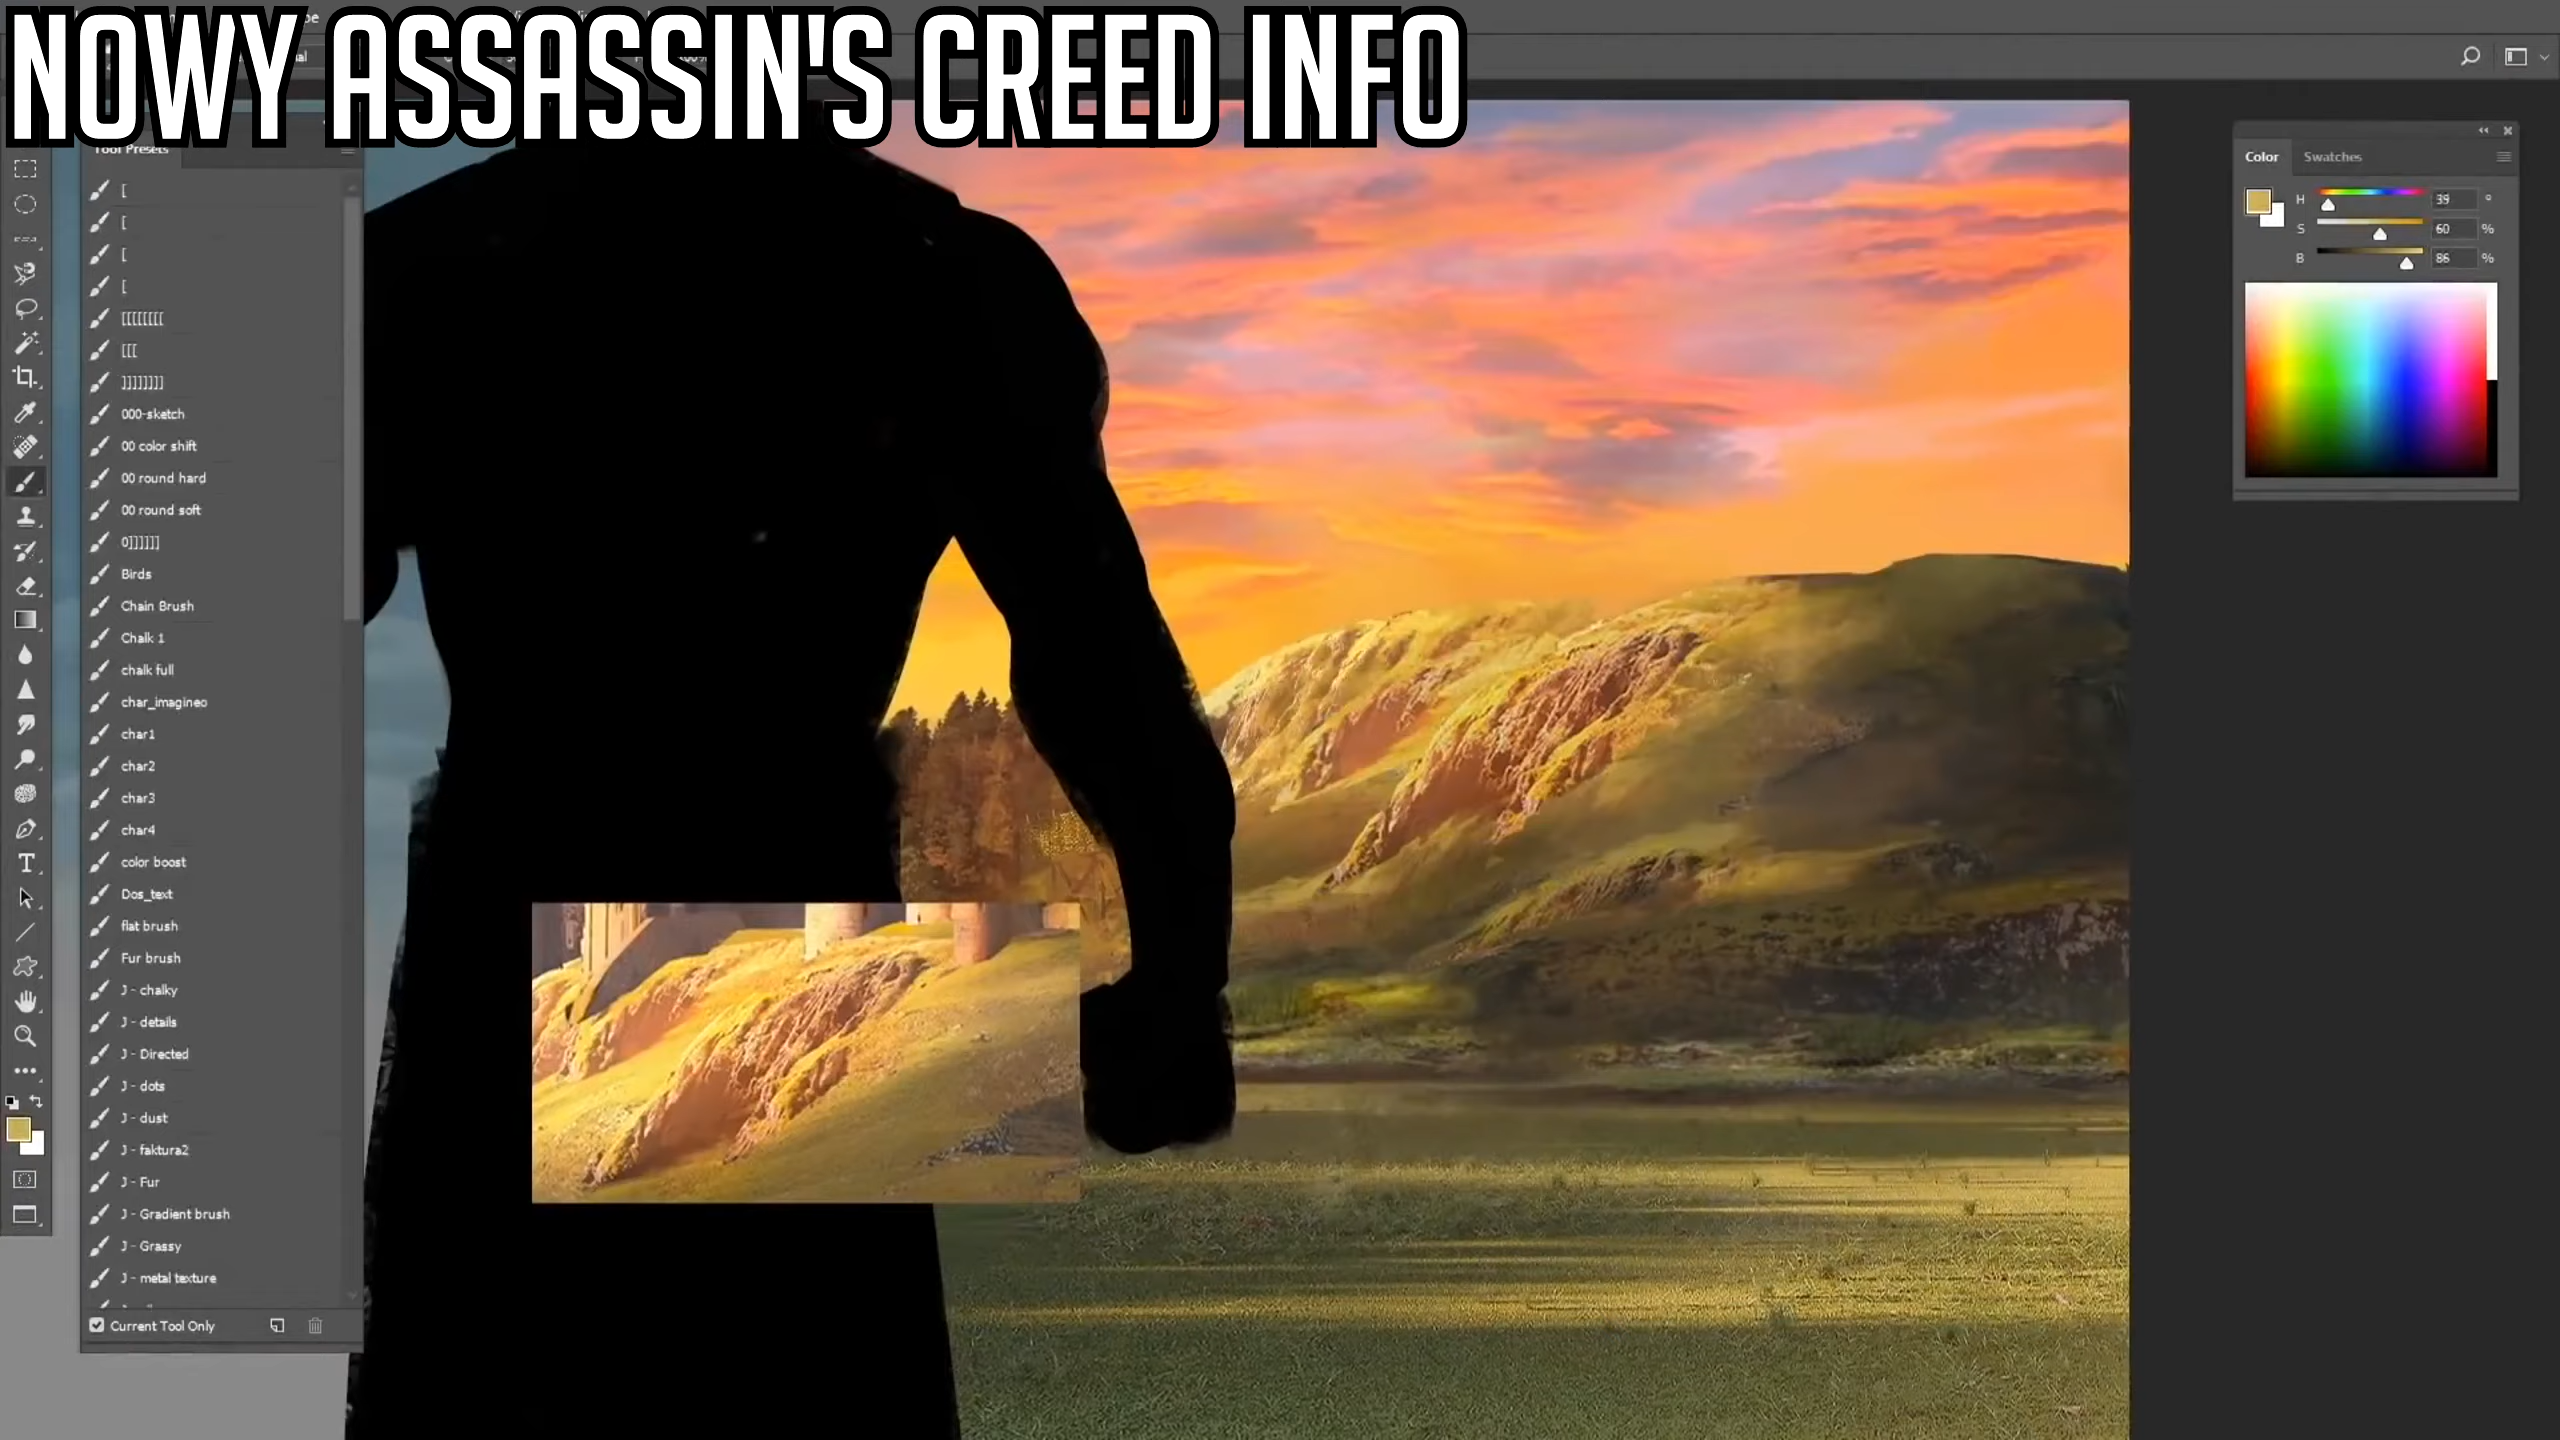 NOWY ASSASSIN'S CREED INFO
Tool Presets
[
[
[
[
[[[[[[[[
[[[
]]]]]]]]
000-sketch
00 color shift
00 round hard
00 round soft
0]]]]]]
Birds
Chain Brush
Chalk 1
chalk full
char_imagineo
char1
char2
char3
char4
color boost
Dos_text
flat brush
Fur brush
J - chalky
J - details
J - Directed
J - dots
J - dust
J - faktura2
J - Fur
J - Gradient brush
J - Grassy
J - metal texture
Current Tool Only
Color Swatches
H 39 °
S 60 %
B 86 %